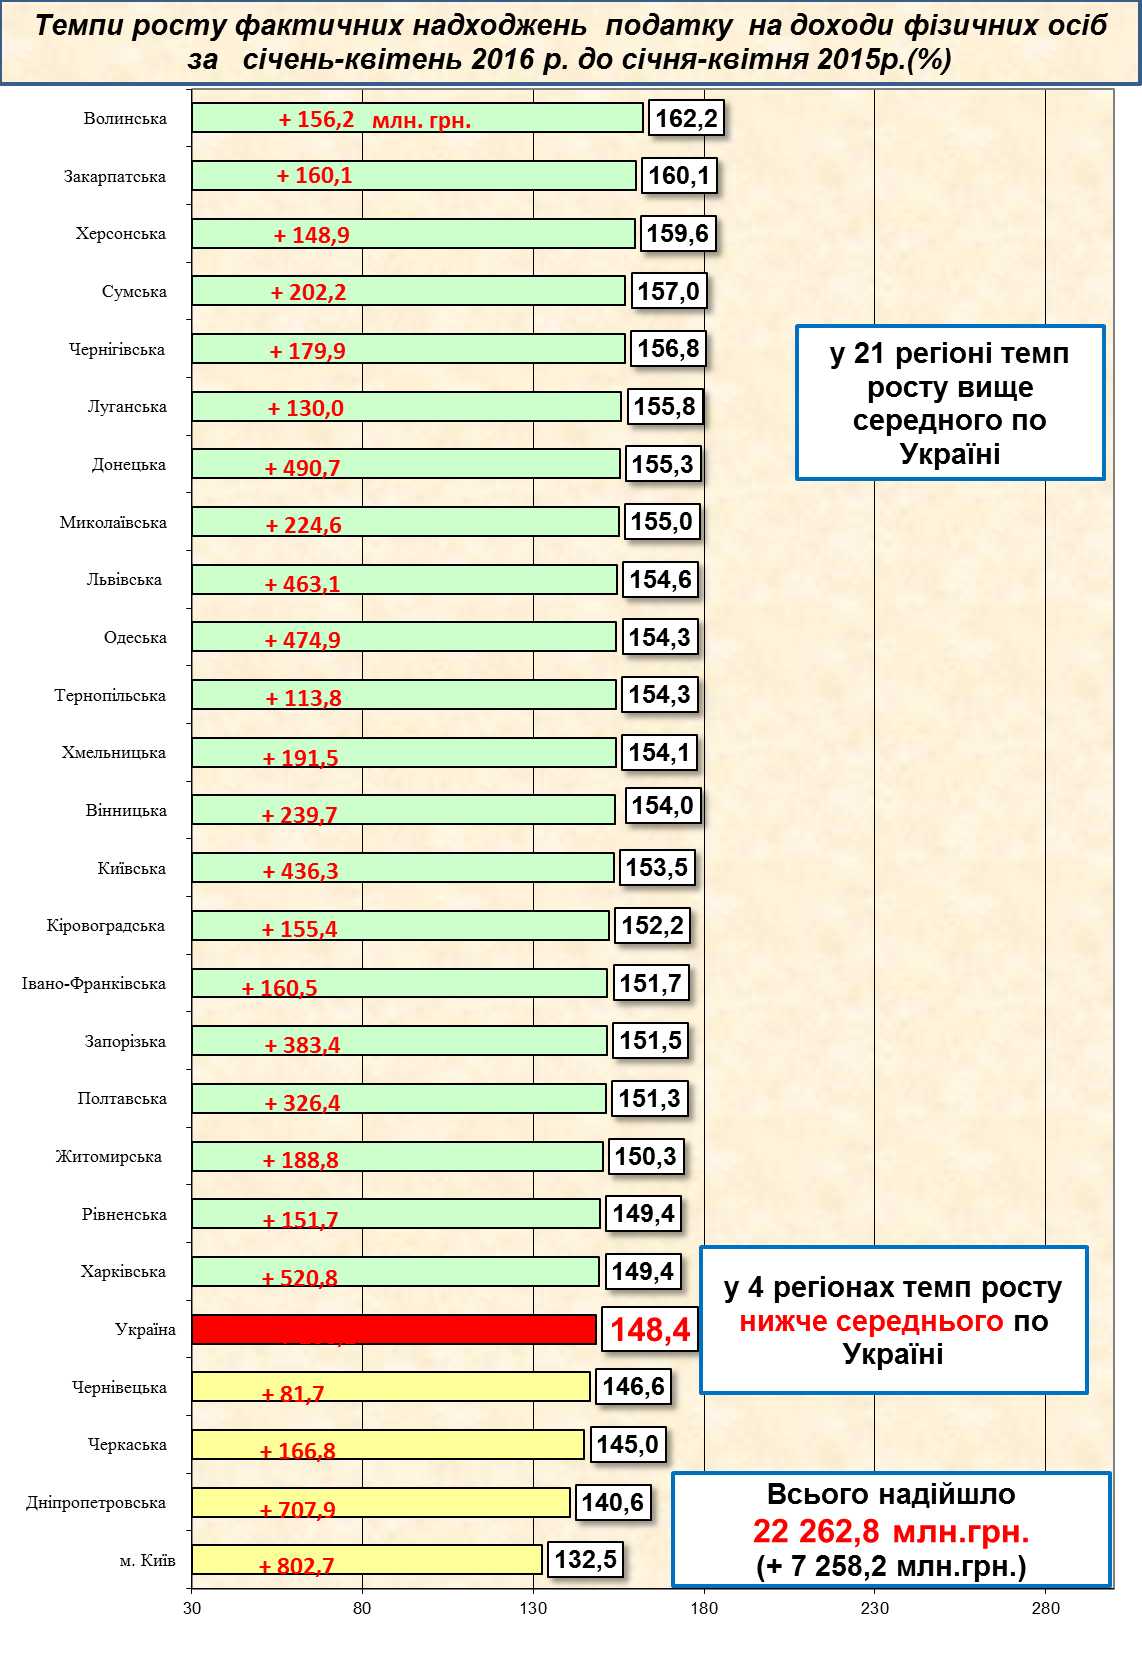 Темпи росту фактичних надходжень податку на доходи фізичних осіб
за січень-квітень 2016 р. до січня-квітня 2015р.(%)
Волинська + 156,2 млн. грн. 162,2
Закарпатська + 160,1 160,1
Херсонська + 148,9 159,6
Сумська + 202,2 157,0
Чернігівська + 179,9 156,8
Луганська + 130,0 155,8
Донецька + 490,7 155,3
Миколаївська + 224,6 155,0
Львівська + 463,1 154,6
Одеська + 474,9 154,3
Тернопільська + 113,8 154,3
Хмельницька + 191,5 154,1
Вінницька + 239,7 154,0
Київська + 436,3 153,5
Кіровоградська + 155,4 152,2
Івано-Франківська + 160,5 151,7
Запорізька + 383,4 151,5
Полтавська + 326,4 151,3
Житомирська + 188,8 150,3
Рівненська + 151,7 149,4
Харківська + 520,8 149,4
Україна 148,4
Чернівецька + 81,7 146,6
Черкаська + 166,8 145,0
Дніпропетровська + 707,9 140,6
м. Київ + 802,7 132,5
30 80 130 180 230 280
у 21 регіоні темп
росту вище
середного по
Україні
у 4 регіонах темп росту
нижче середнього по
Україні
Всього надійшло
22 262,8 млн.грн.
(+ 7 258,2 млн.грн.)